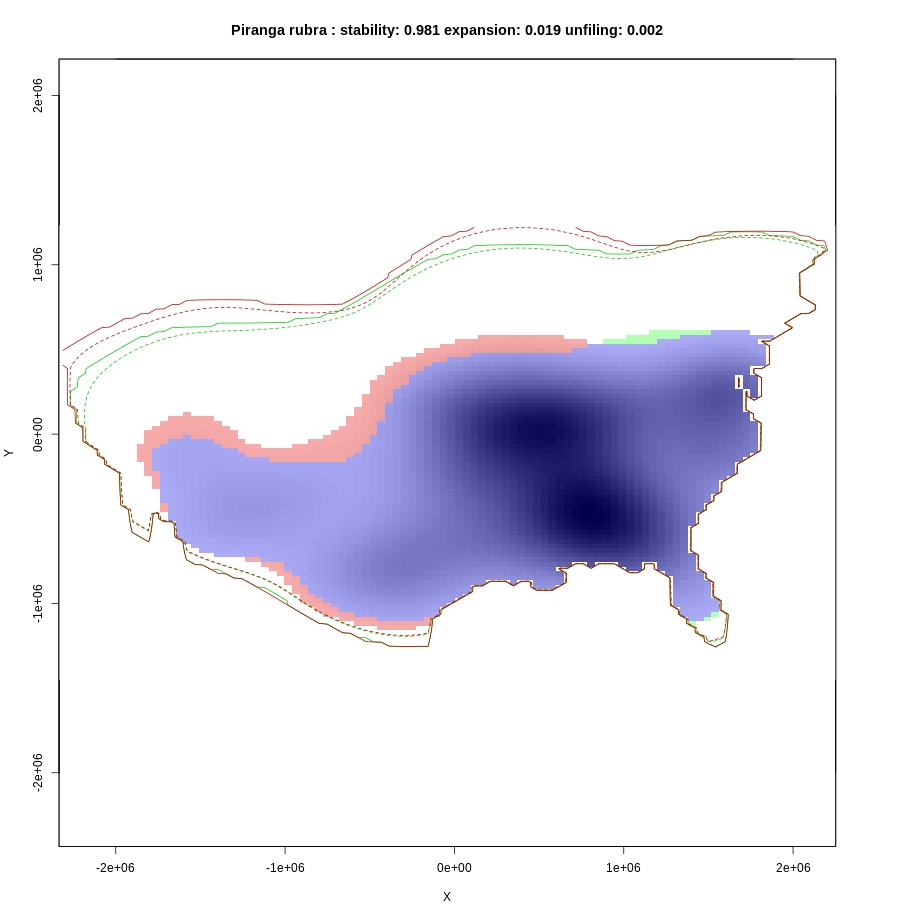 Piranga rubra : stability: 0.981 expansion: 0.019 unfiling: 0.002
2e+06
1e+06
0e+00
-1e+06
-2e+06
Y
-2e+06 -1e+06 0e+00 1e+06 2e+06
X